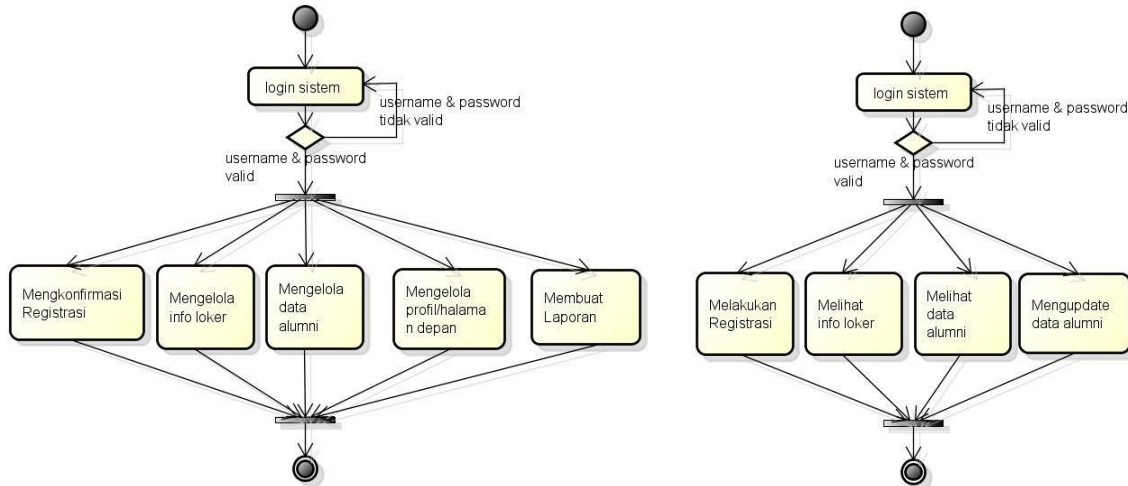 login sistem
username & password
tidak valid
username & password
valid
Mengkonfirmasi
Registrasi
Mengelola
info loker
Mengelola
data
alumni
Mengelola
profil/halama
n depan
Membuat
Laporan
login sistem
username & password
tidak valid
username & password
valid
Melakukan
Registrasi
Melihat
info loker
Melihat
data
alumni
Mengupdate
data alumni